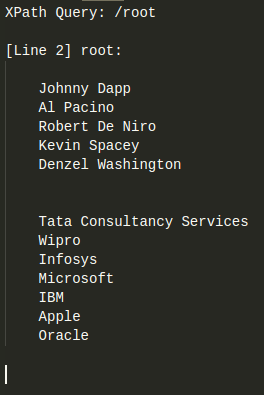 XPath Query: /root
[Line 2] root:
Johnny Dapp
Al Pacino
Robert De Niro
Kevin Spacey
Denzel Washington
Tata Consultancy Services
Wipro
Infosys
Microsoft
IBM
Apple
Oracle